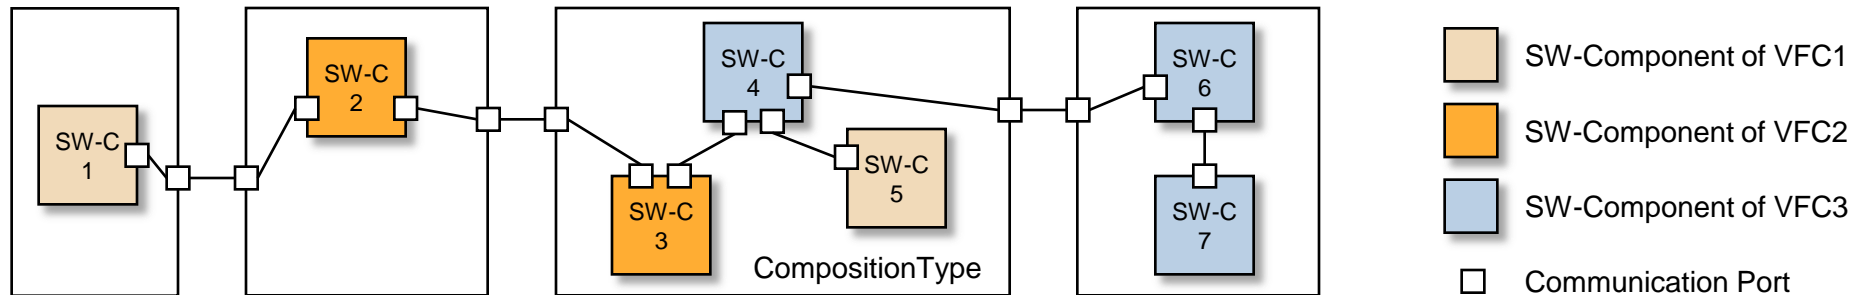 SW-C
1
SW-C
2
SW-C
3
SW-C
4
SW-C
5
CompositionType
SW-C
6
SW-C
7
SW-Component of VFC1
SW-Component of VFC2
SW-Component of VFC3
Communication Port